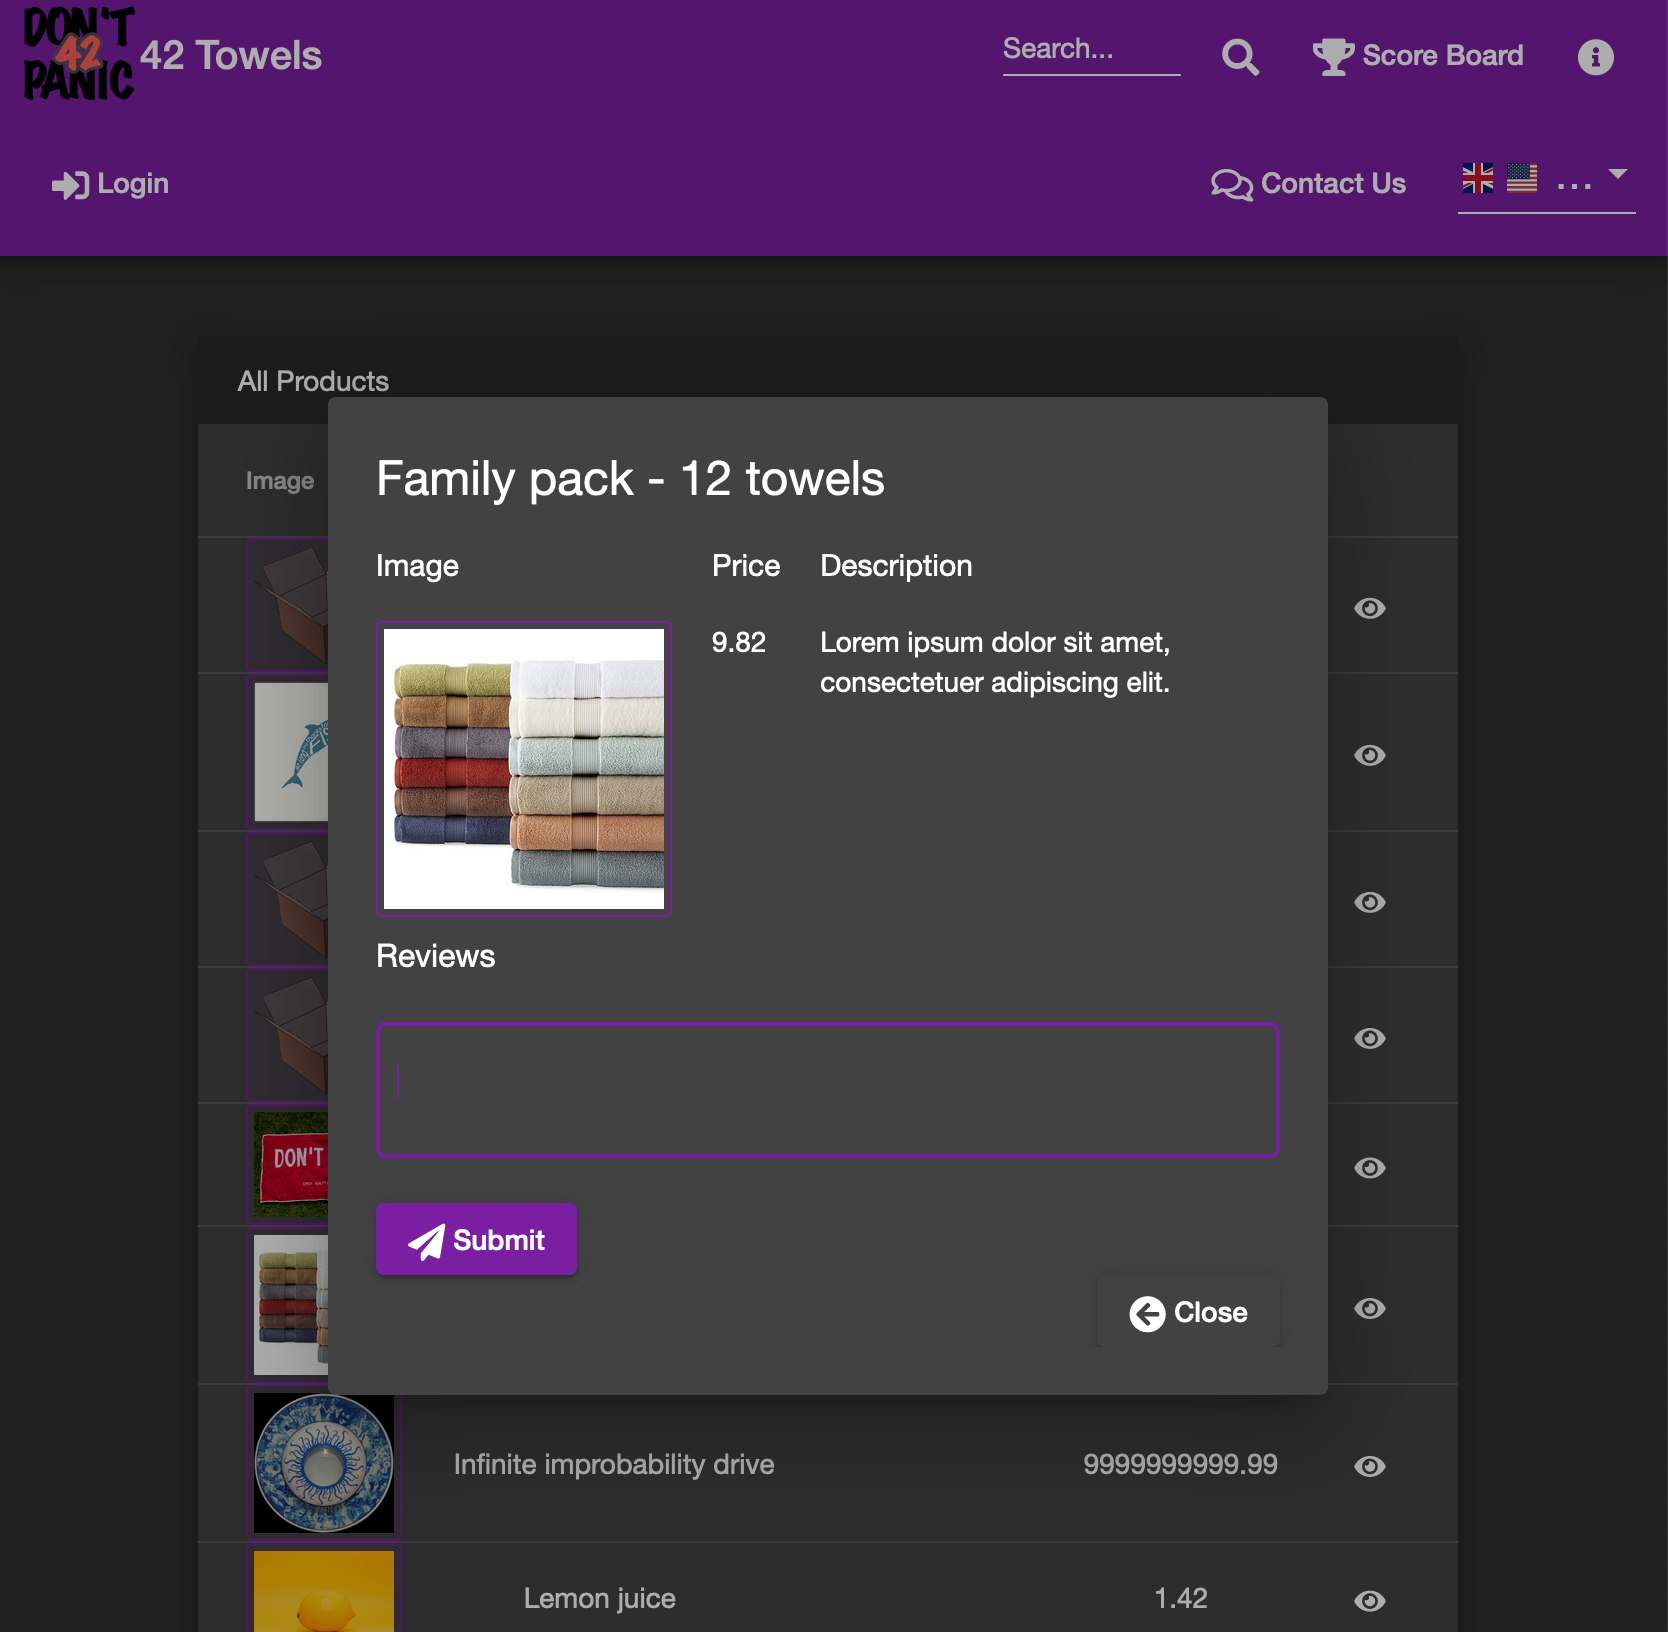 DON'T
42
PANIC
42 Towels
Search...
Score Board
Login
Contact Us
...
All Products
Image
Family pack - 12 towels
Image
Price
Description
9.82
Lorem ipsum dolor sit amet,
consectetuer adipiscing elit.
Reviews
DON'T
Submit
Close
Infinite improbability drive
9999999999.99
Lemon juice
1.42